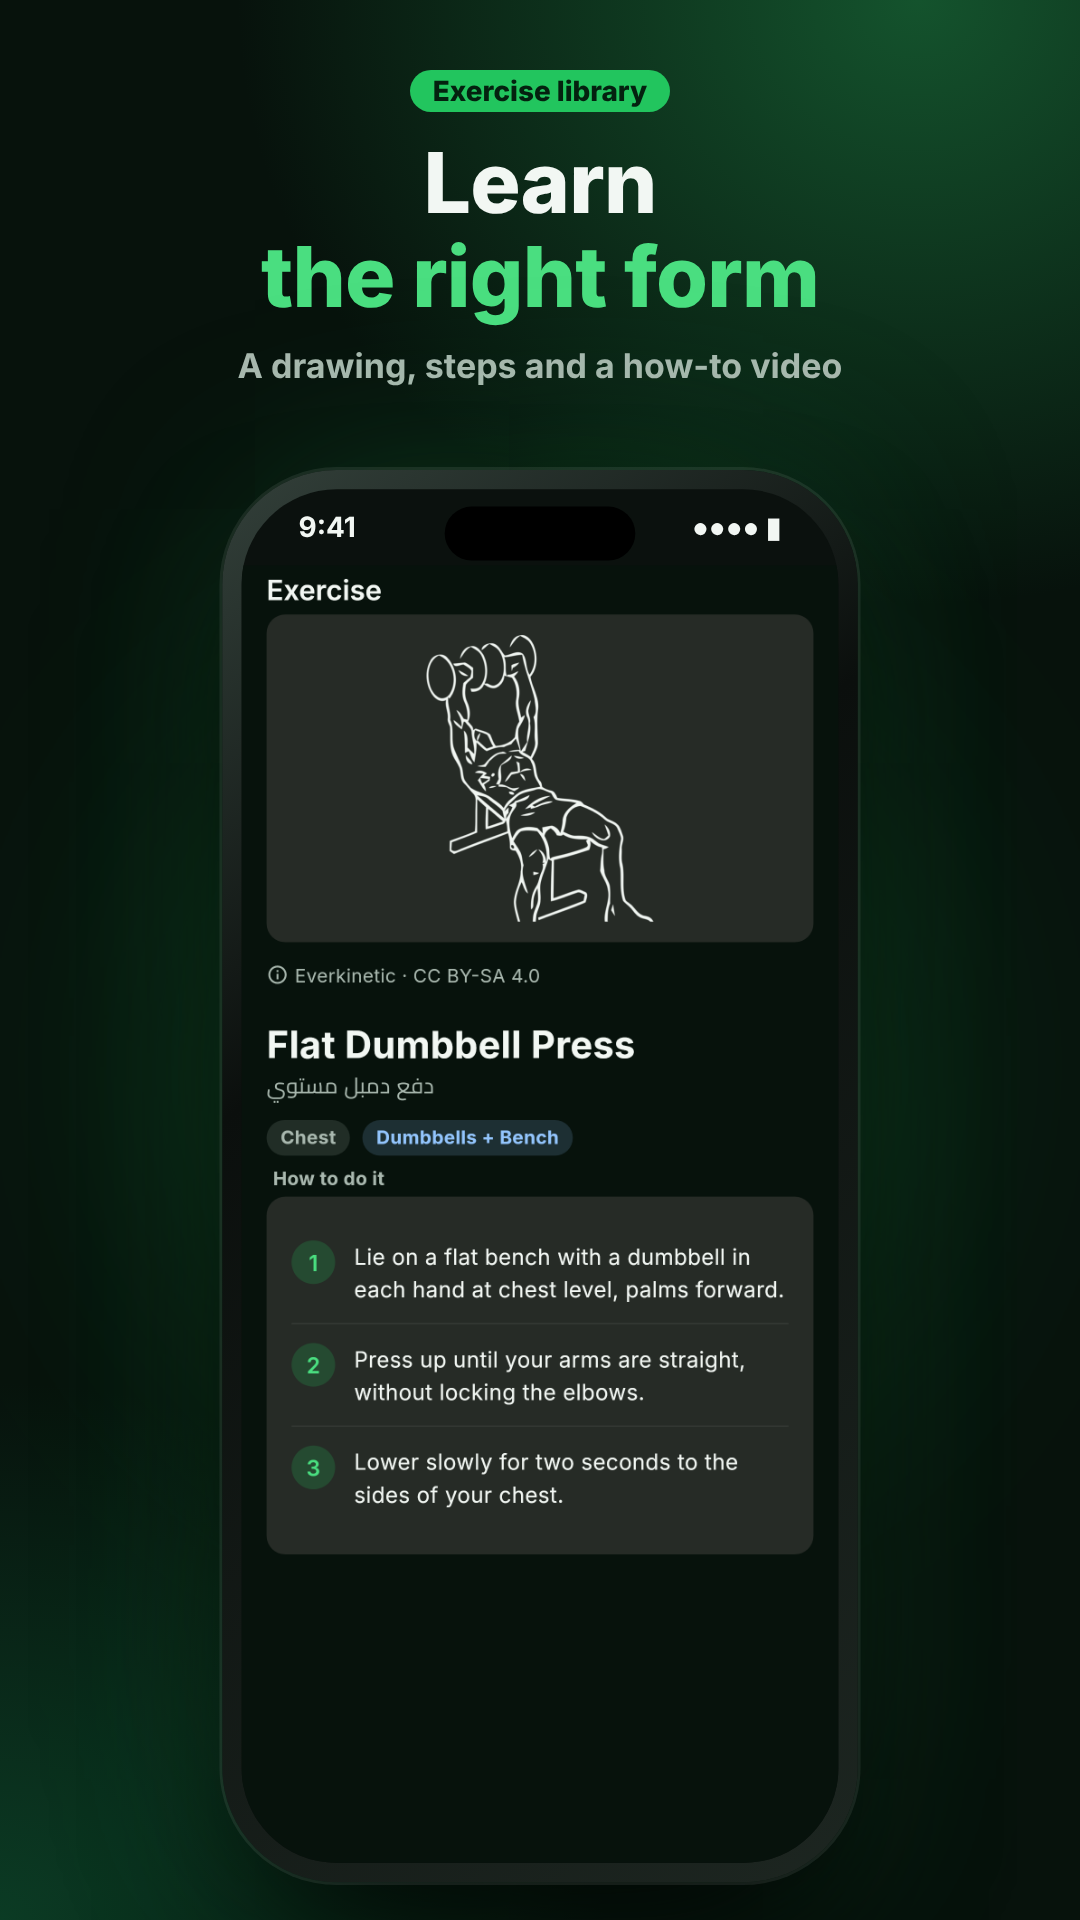 Exercise library
Learn
the right form
A drawing, steps and a how-to video
9:41
Exercise
Everkinetic · CC BY-SA 4.0
Flat Dumbbell Press
دفع دمبل مستوي
Chest
Dumbbells + Bench
How to do it
1
Lie on a flat bench with a dumbbell in
each hand at chest level, palms forward.
2
Press up until your arms are straight,
without locking the elbows.
3
Lower slowly for two seconds to the
sides of your chest.